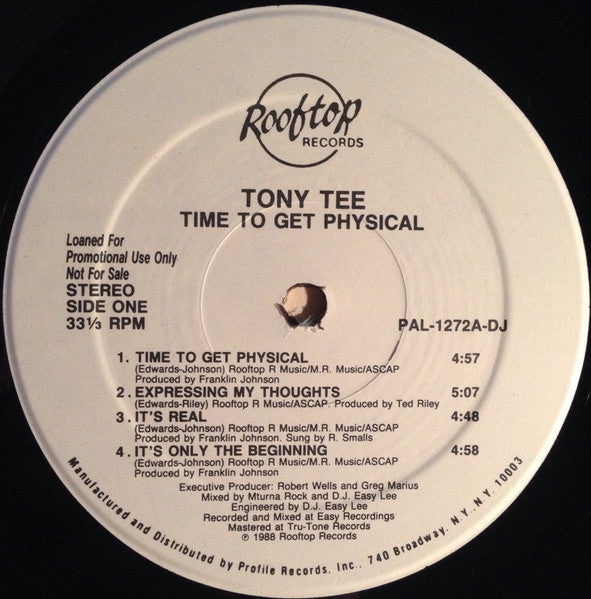 Rooftop
RECORDS
TONY TEE
TIME TO GET PHYSICAL
Loaned For
Promotional Use Only
Not For Sale
STEREO
SIDE ONE
33⅓ RPM
PAL-1272A-DJ
1. TIME TO GET PHYSICAL 4:57
(Edwards-Johnson) Rooftop R Music/M.R. Music/ASCAP
Produced by Franklin Johnson
2. EXPRESSING MY THOUGHTS 5:07
(Edwards-Riley) Rooftop R Music/ASCAP. Produced by Ted Riley
3. IT'S REAL 4:48
(Edwards-Johnson) Rooftop R Music/M.R. Music/ASCAP
Produced by Franklin Johnson. Sung by R. Smalls
4. IT'S ONLY THE BEGINNING 4:58
(Edwards-Johnson) Rooftop R Music/M.R. Music/ASCAP
Produced by Franklin Johnson
Executive Producer: Robert Wells and Greg Marius
Mixed by Mturna Rock and D.J. Easy Lee
Engineered by D.J. Easy Lee
Recorded and Mixed at Easy Recordings
Mastered at Tru-Tone Records
℗ 1988 Rooftop Records
Manufactured and Distributed by Profile Records, Inc., 740 Broadway, N.Y., N.Y. 10003